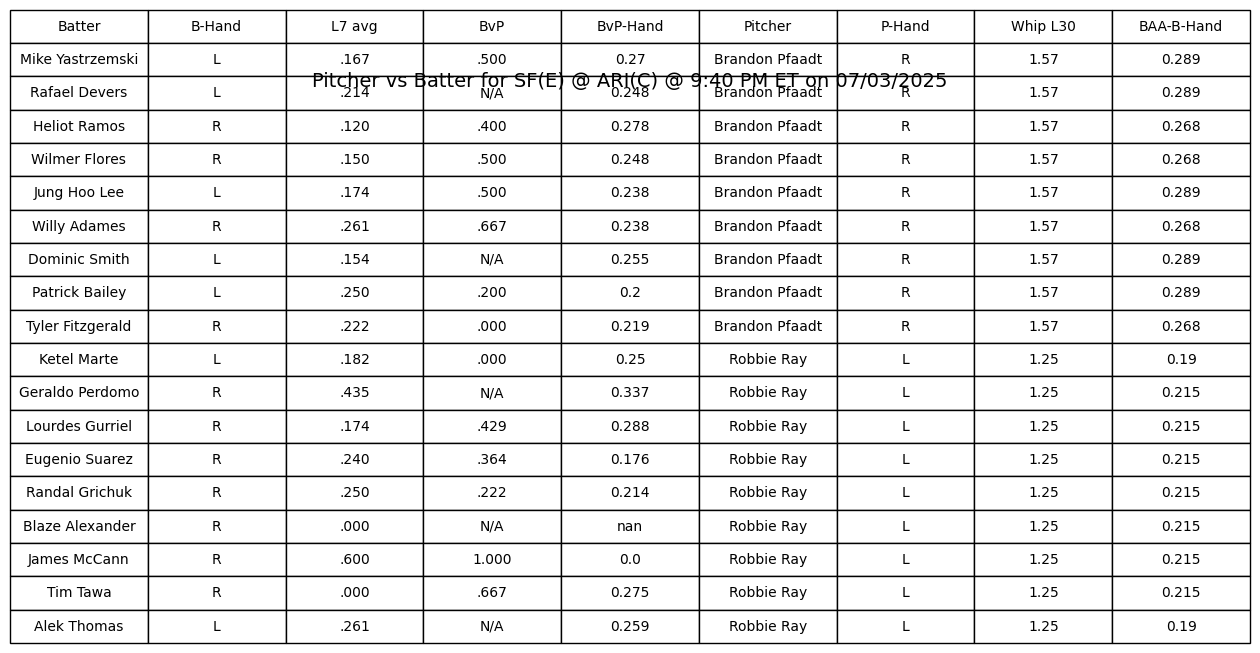 Batter B-Hand L7 avg BvP BvP-Hand Pitcher P-Hand Whip L30 BAA-B-Hand
Mike Yastrzemski L .167 .500 0.27 Brandon Pfaadt R 1.57 0.289
Pitcher vs Batter for SF(E) @ ARI(C) @ 9:40 PM ET on 07/03/2025
Rafael Devers L .214 N/A 0.248 Brandon Pfaadt R 1.57 0.289
Heliot Ramos R .120 .400 0.278 Brandon Pfaadt R 1.57 0.268
Wilmer Flores R .150 .500 0.248 Brandon Pfaadt R 1.57 0.268
Jung Hoo Lee L .174 .500 0.238 Brandon Pfaadt R 1.57 0.289
Willy Adames R .261 .667 0.238 Brandon Pfaadt R 1.57 0.268
Dominic Smith L .154 N/A 0.255 Brandon Pfaadt R 1.57 0.289
Patrick Bailey L .250 .200 0.2 Brandon Pfaadt R 1.57 0.289
Tyler Fitzgerald R .222 .000 0.219 Brandon Pfaadt R 1.57 0.268
Ketel Marte L .182 .000 0.25 Robbie Ray L 1.25 0.19
Geraldo Perdomo R .435 N/A 0.337 Robbie Ray L 1.25 0.215
Lourdes Gurriel R .174 .429 0.288 Robbie Ray L 1.25 0.215
Eugenio Suarez R .240 .364 0.176 Robbie Ray L 1.25 0.215
Randal Grichuk R .250 .222 0.214 Robbie Ray L 1.25 0.215
Blaze Alexander R .000 N/A nan Robbie Ray L 1.25 0.215
James McCann R .600 1.000 0.0 Robbie Ray L 1.25 0.215
Tim Tawa R .000 .667 0.275 Robbie Ray L 1.25 0.215
Alek Thomas L .261 N/A 0.259 Robbie Ray L 1.25 0.19